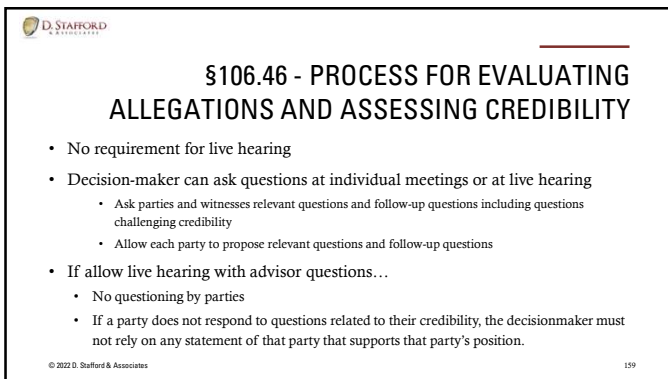 D. STAFFORD
& ASSOCIATES
§106.46 - PROCESS FOR EVALUATING
ALLEGATIONS AND ASSESSING CREDIBILITY
• No requirement for live hearing
• Decision-maker can ask questions at individual meetings or at live hearing
• Ask parties and witnesses relevant questions and follow-up questions including questions
challenging credibility
• Allow each party to propose relevant questions and follow-up questions
• If allow live hearing with advisor questions…
• No questioning by parties
• If a party does not respond to questions related to their credibility, the decisionmaker must
not rely on any statement of that party that supports that party's position.
© 2022 D. Stafford & Associates
159